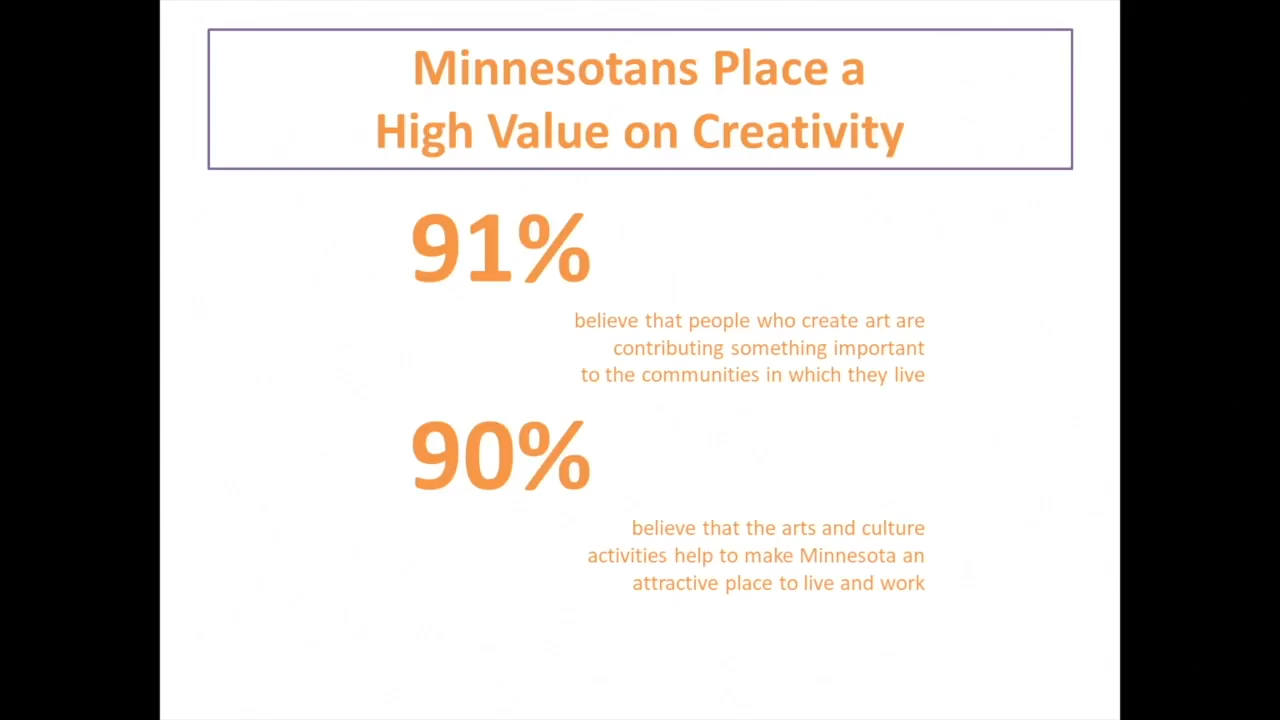 Minnesotans Place a
High Value on Creativity
91%
believe that people who create art are
contributing something important
to the communities in which they live
90%
believe that the arts and culture
activities help to make Minnesota an
attractive place to live and work